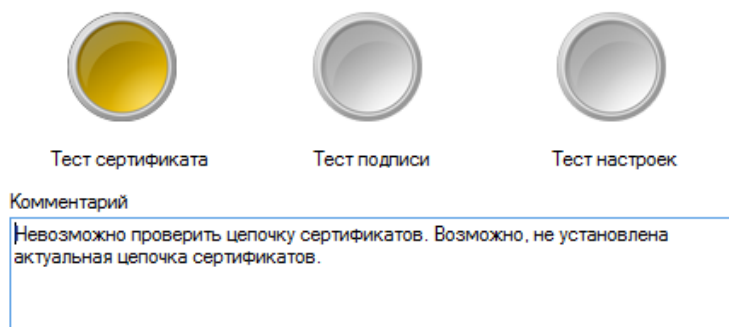 Тест сертификата Тест подписи Тест настроек
Комментарий
Невозможно проверить цепочку сертификатов. Возможно, не установлена
актуальная цепочка сертификатов.